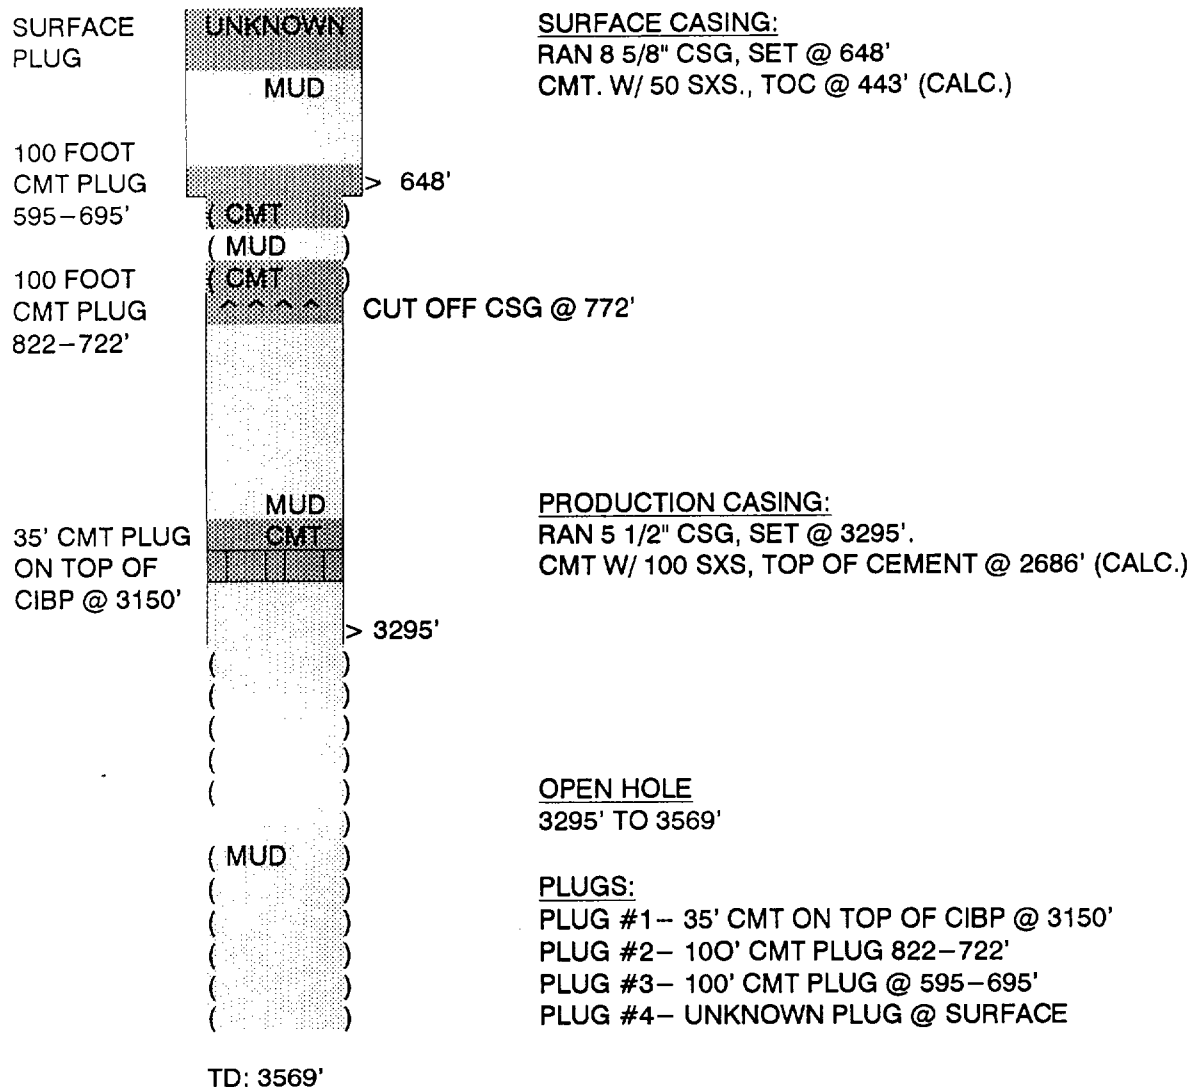 SURFACE
PLUG
UNKNOWN
MUD
100 FOOT
CMT PLUG
595-695'
> 648'
( CMT )
( MUD )
( CMT )
100 FOOT
CMT PLUG
822-722'
^ ^ ^ ^
CUT OFF CSG @ 772'
MUD
CMT
35' CMT PLUG
ON TOP OF
CIBP @ 3150'
> 3295'
( )
( )
( )
( )
( )
)
( MUD )
( )
( )
( )
( )
( )
TD: 3569'
SURFACE CASING:
RAN 8 5/8" CSG, SET @ 648'
CMT. W/ 50 SXS., TOC @ 443' (CALC.)
PRODUCTION CASING:
RAN 5 1/2" CSG, SET @ 3295'.
CMT W/ 100 SXS, TOP OF CEMENT @ 2686' (CALC.)
OPEN HOLE
3295' TO 3569'
PLUGS:
PLUG #1- 35' CMT ON TOP OF CIBP @ 3150'
PLUG #2- 10O' CMT PLUG 822-722'
PLUG #3- 100' CMT PLUG @ 595-695'
PLUG #4- UNKNOWN PLUG @ SURFACE